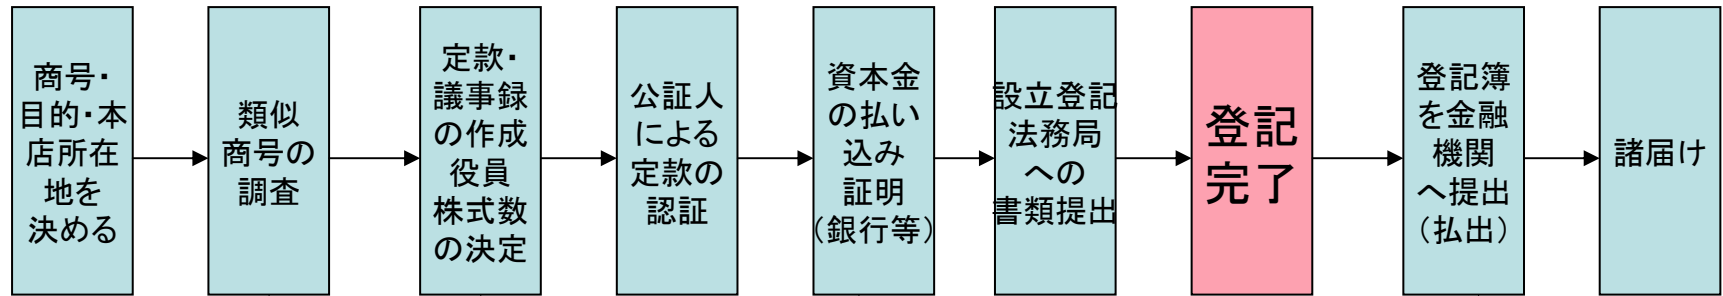 商号・
目的・本
店所在
地を
決める
類似
商号の
調査
定款・
議事録
の作成
役員
株式数
の決定
公証人
による
定款の
認証
資本金
の払い
込み
証明
（銀行等）
設立登記
法務局
への
書類提出
登記
完了
登記簿
を金融
機関
へ提出
（払出）
諸届け